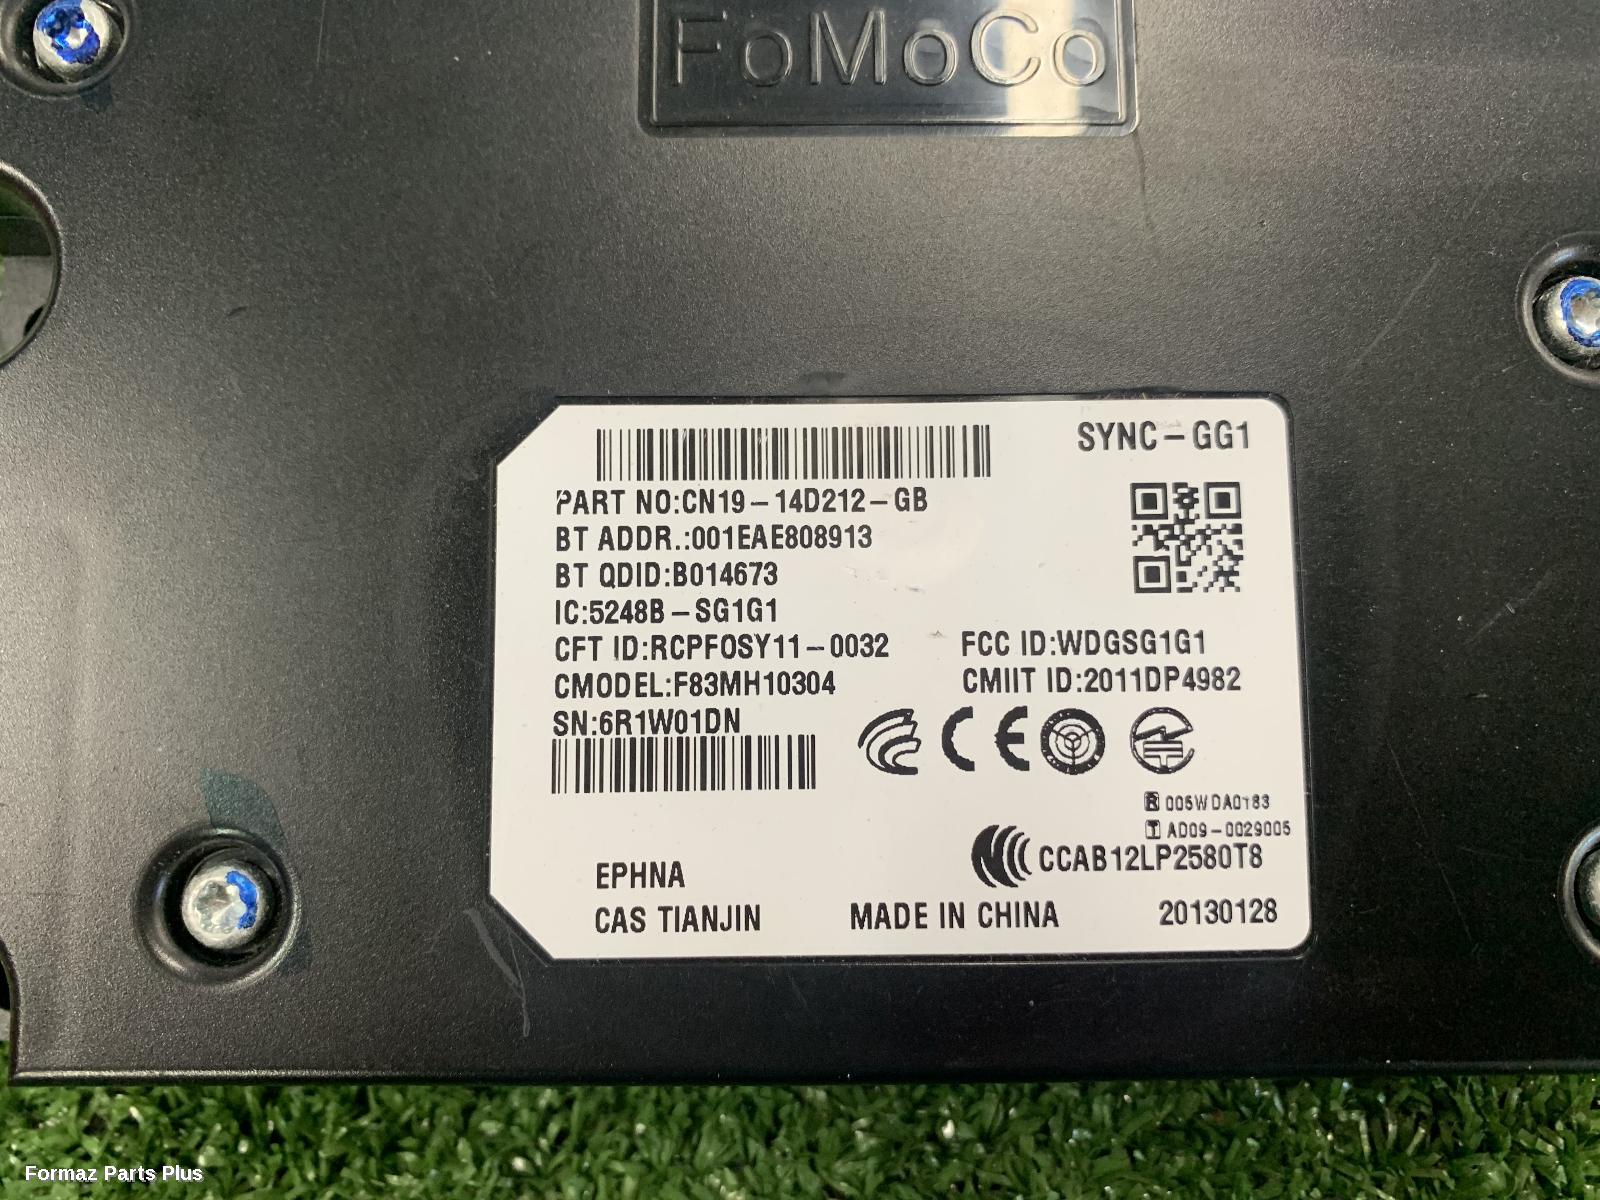 FoMoCo
SYNC-GG1
PART NO:CN19-14D212-GB
BT ADDR.:001EAE808913
BT QDID:B014673
IC:5248B-SG1G1
CFT ID:RCPFOSY11-0032 FCC ID:WDGSG1G1
CMODEL:F83MH10304 CMIIT ID:2011DP4982
SN:6R1W01DN
CE
R 005WDA0183
T AD09-0029005
CCAB12LP2580T8
EPHNA
CAS TIANJIN MADE IN CHINA 20130128
Formaz Parts Plus